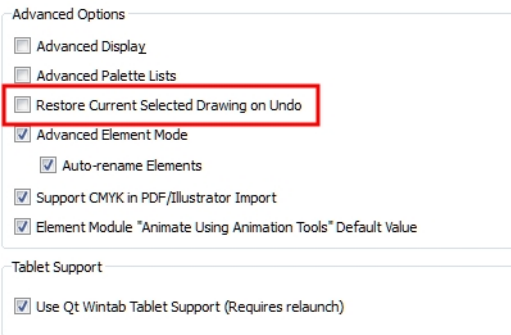 Advanced Options
Advanced Display
Advanced Palette Lists
Restore Current Selected Drawing on Undo
Advanced Element Mode
Auto-rename Elements
Support CMYK in PDF/Illustrator Import
Element Module "Animate Using Animation Tools" Default Value
Tablet Support
Use Qt Wintab Tablet Support (Requires relaunch)